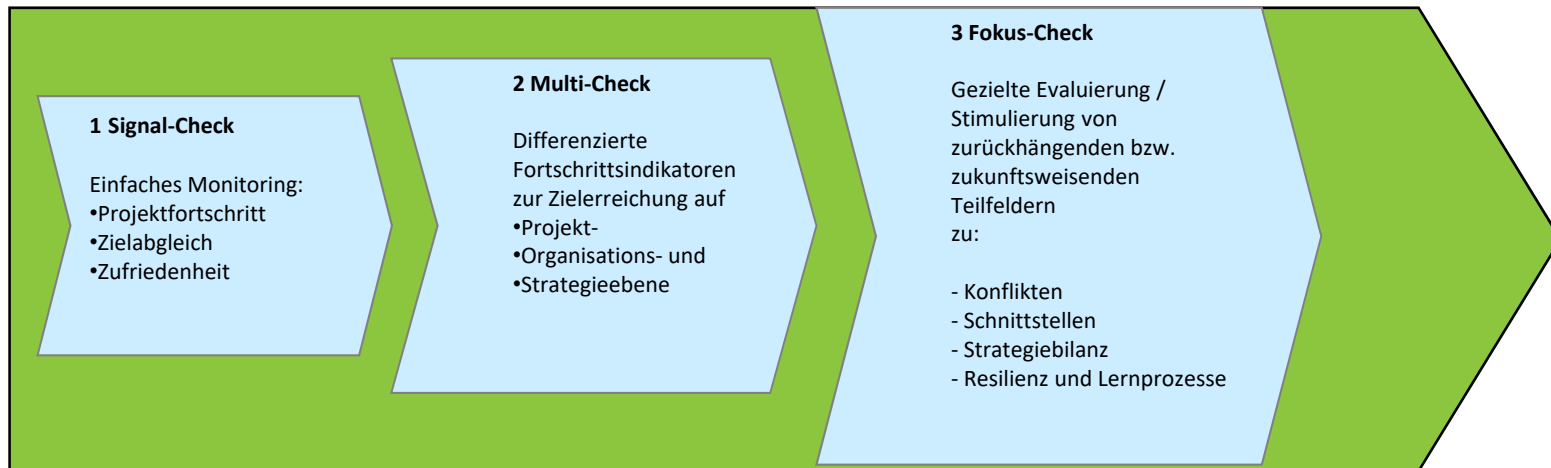 1 Signal-Check
Einfaches Monitoring:
•Projektfortschritt
•Zielabgleich
•Zufriedenheit
2 Multi-Check
Differenzierte
Fortschrittsindikatoren
zur Zielerreichung auf
•Projekt-
•Organisations- und
•Strategieebene
3 Fokus-Check
Gezielte Evaluierung /
Stimulierung von
zurückhängenden bzw.
zukunftsweisenden
Teilfeldern
zu:
- Konflikten
- Schnittstellen
- Strategiebilanz
- Resilienz und Lernprozesse